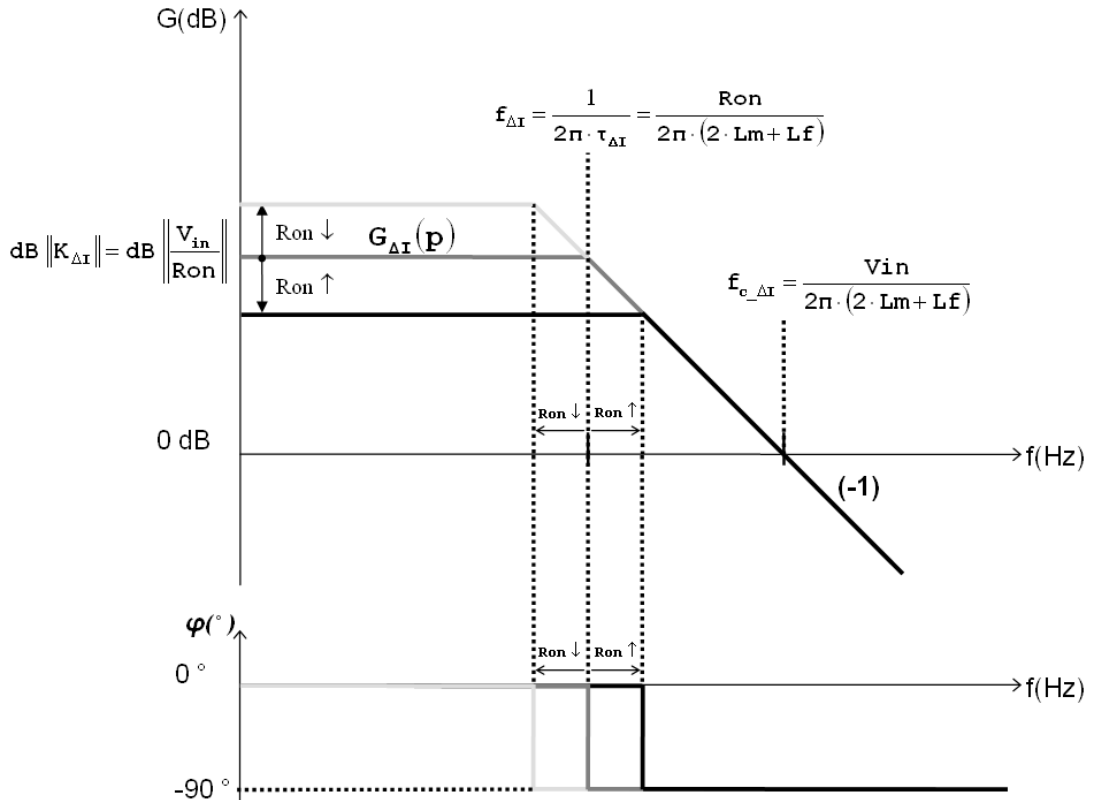 G(dB)
f_ΔI = 1 / (2π · τ_ΔI) = Ron / (2π · (2 · Lm + Lf))
Ron ↓
G_ΔI(p)
dB ‖K_ΔI‖ = dB ‖V_in / Ron‖
Ron ↑
f_c_ΔI = Vin / (2π · (2 · Lm + Lf))
Ron ↓ Ron ↑
0 dB
f(Hz)
(-1)
φ(°)
Ron ↓ Ron ↑
0 °
f(Hz)
-90 °